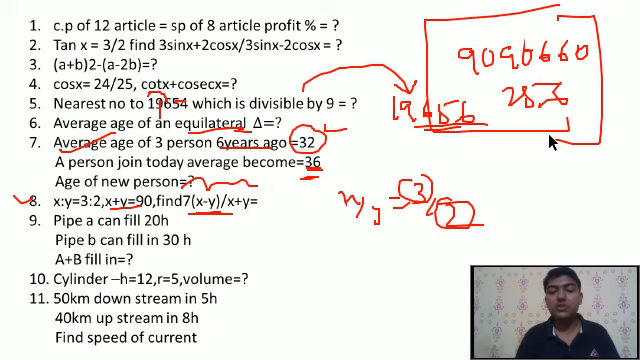 1. c.p of 12 article = sp of 8 article profit % = ?
2. Tan x = 3/2 find 3sinx+2cosx/3sinx-2cosx = ?
3. (a+b)2-(a-2b)=?
4. cosx= 24/25, cotx+cosecx=?
5. Nearest no to 19654 which is divisible by 9 = ?
6. Average age of an equilateral Δ=?
7. Average age of 3 person 6years ago =32
A person join today average become=36
Age of new person=?
8. x:y=3:2,x+y=90,find7(x-y)/x+y=
9. Pipe a can fill 20h
Pipe b can fill in 30 h
A+B fill in=?
10. Cylinder –h=12,r=5,volume=?
11. 50km down stream in 5h
40km up stream in 8h
Find speed of current
9090660
19656